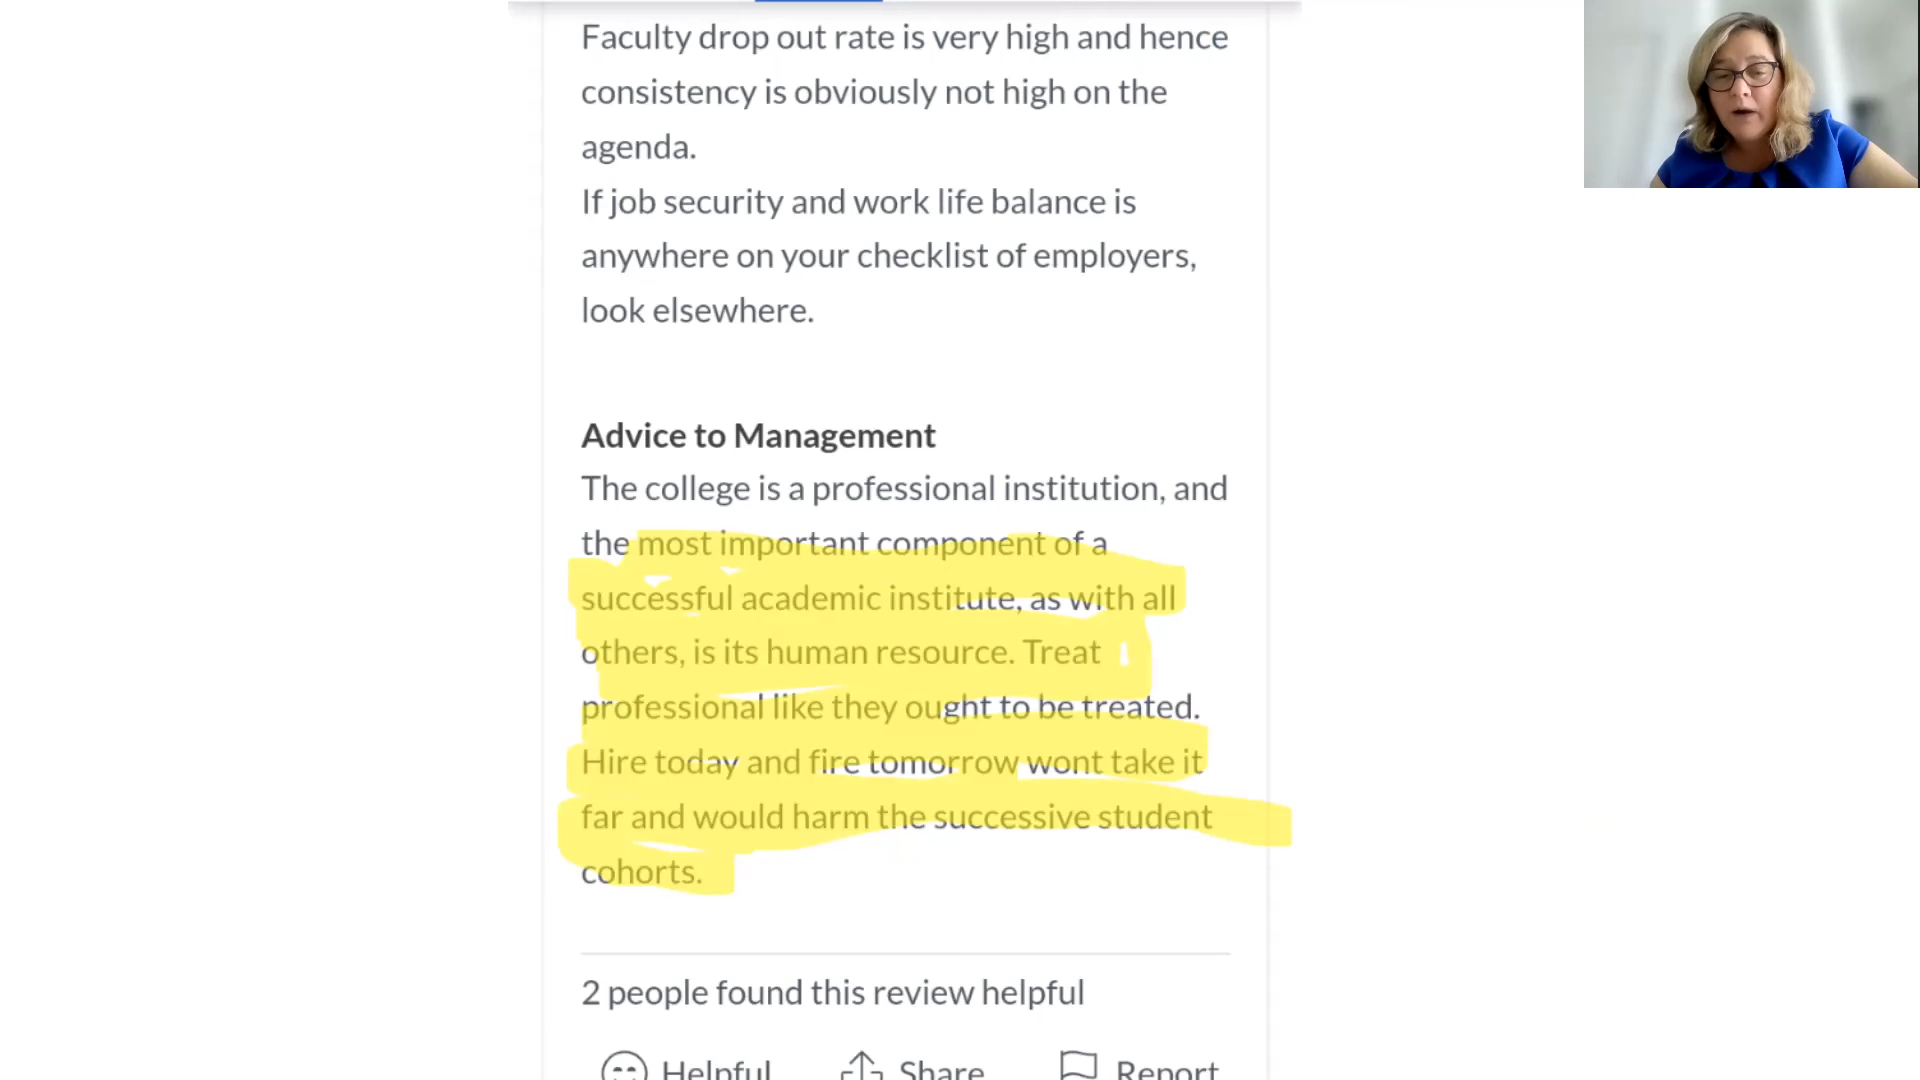 Faculty drop out rate is very high and hence
consistency is obviously not high on the
agenda.
If job security and work life balance is
anywhere on your checklist of employers,
look elsewhere.
Advice to Management
The college is a professional institution, and
the most important component of a
successful academic institute, as with all
others, is its human resource. Treat
professional like they ought to be treated.
Hire today and fire tomorrow wont take it
far and would harm the successive student
cohorts.
2 people found this review helpful
Helpful Share Report